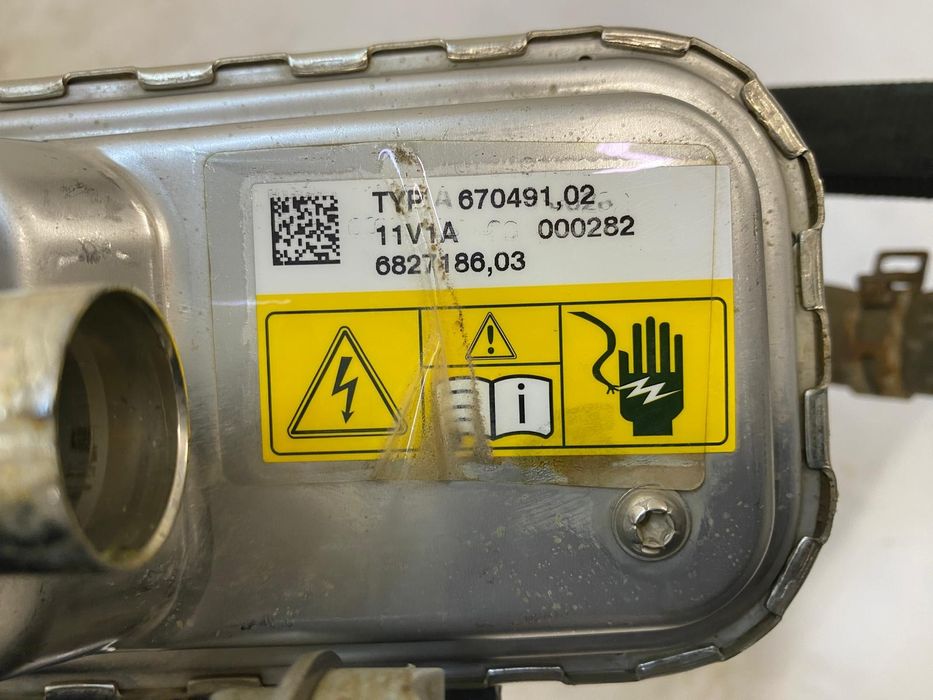 TYP A 670491,02
11V1A 000282
6827186,03
i